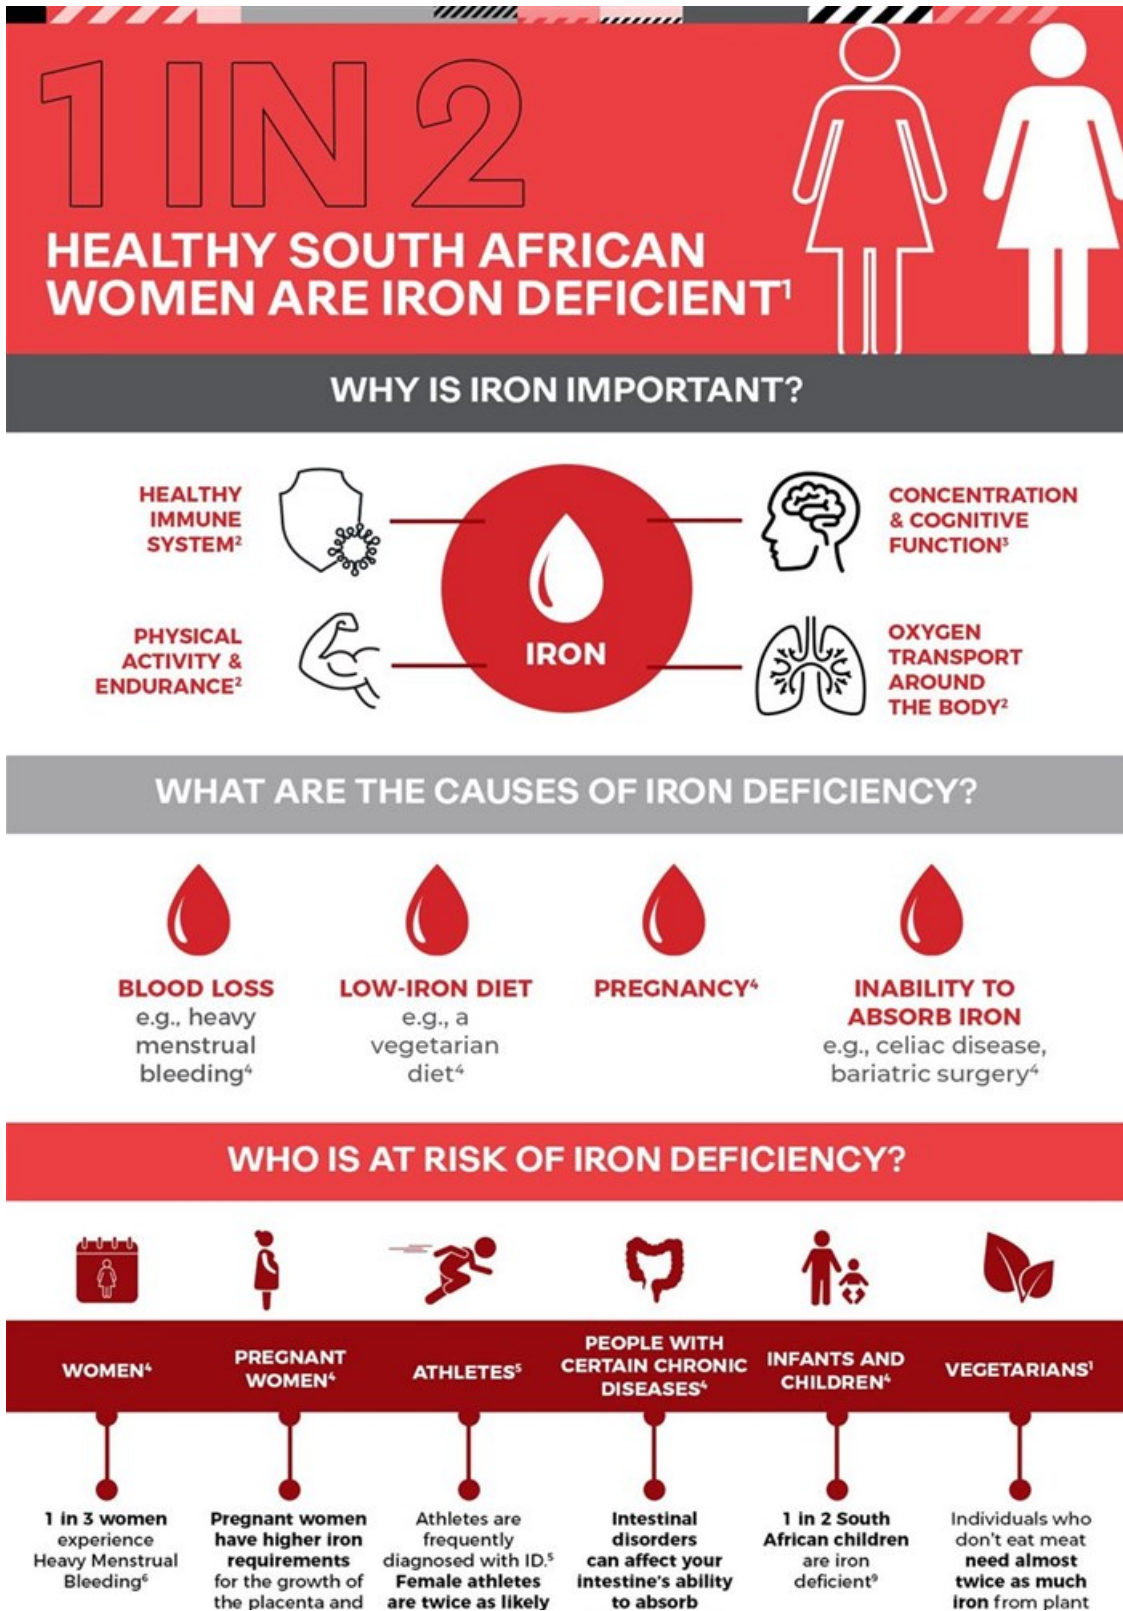 1 IN 2
HEALTHY SOUTH AFRICAN
WOMEN ARE IRON DEFICIENT¹
WHY IS IRON IMPORTANT?
HEALTHY
IMMUNE
SYSTEM²
CONCENTRATION
& COGNITIVE
FUNCTION³
IRON
PHYSICAL
ACTIVITY &
ENDURANCE²
OXYGEN
TRANSPORT
AROUND
THE BODY²
WHAT ARE THE CAUSES OF IRON DEFICIENCY?
BLOOD LOSS
e.g., heavy
menstrual
bleeding⁴
LOW-IRON DIET
e.g., a
vegetarian
diet⁴
PREGNANCY⁴
INABILITY TO
ABSORB IRON
e.g., celiac disease,
bariatric surgery⁴
WHO IS AT RISK OF IRON DEFICIENCY?
WOMEN⁴
1 in 3 women
experience
Heavy Menstrual
Bleeding⁶
PREGNANT
WOMEN⁴
Pregnant women
have higher iron
requirements
for the growth of
the placenta and
ATHLETES⁵
Athletes are
frequently
diagnosed with ID.⁵
Female athletes
are twice as likely
PEOPLE WITH
CERTAIN CHRONIC
DISEASES⁴
Intestinal
disorders
can affect your
intestine's ability
to absorb
INFANTS AND
CHILDREN⁴
1 in 2 South
African children
are iron
deficient⁹
VEGETARIANS¹
Individuals who
don't eat meat
need almost
twice as much
iron from plant